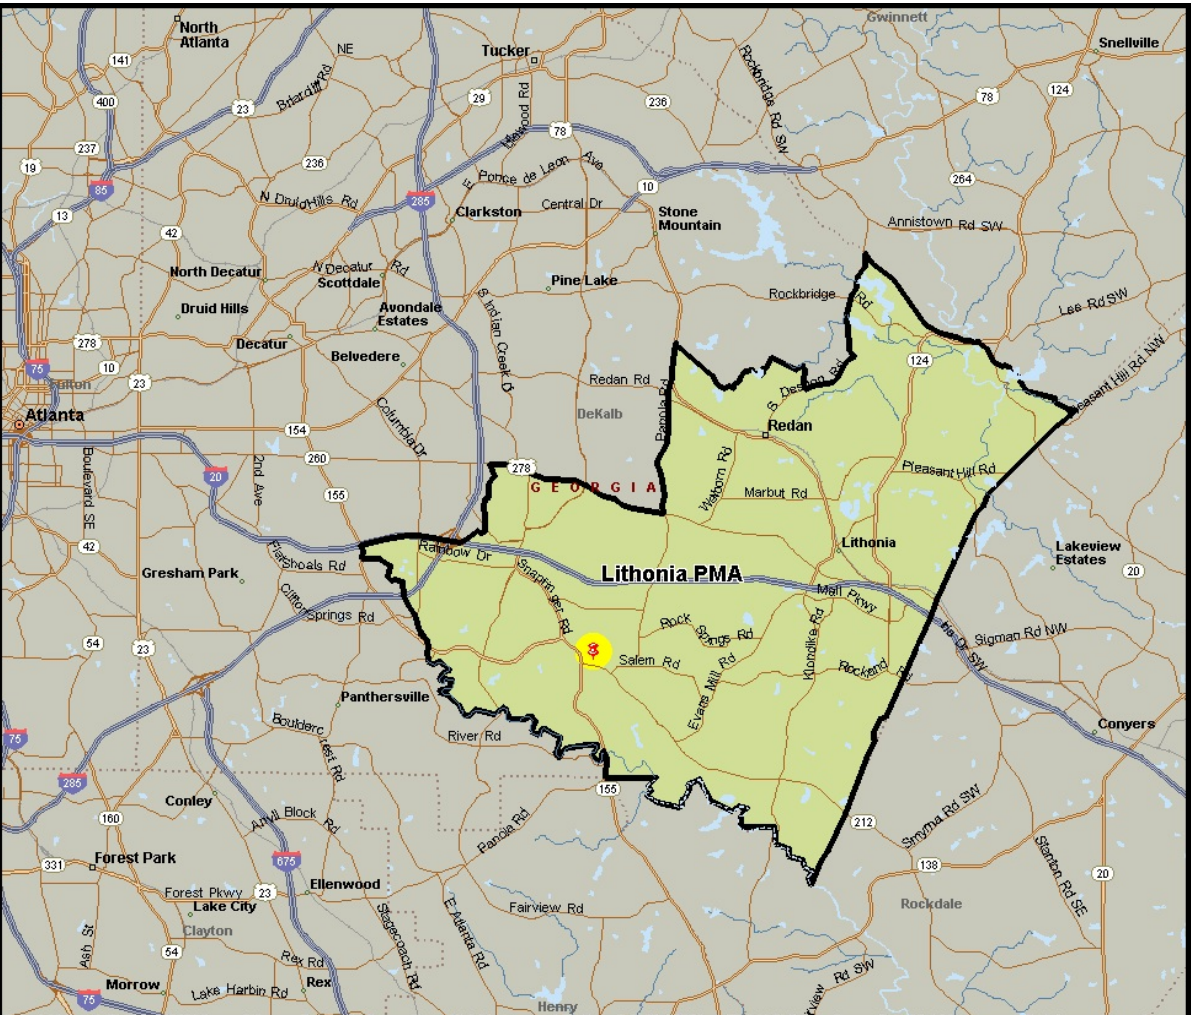 Gwinnett
North
Atlanta
Tucker
Snellville
NE
141
Briarcliff Rd
Rockbridge Rd SW
124
78
29
236
400
23
78
237
236
19
Ponce de Leon Ave
E
10
264
85
N Druid Hills Rd
285
Clarkston
Central Dr
Stone
Mountain
13
42
Annistown Rd SW
North Decatur
N Decatur Rd
Scottdale
Pine Lake
Rockbridge Rd
Lee Rd SW
Druid Hills
Avondale
Estates
S Indian Creek D
278
Decatur
Belvedere
124
75
10
Fulton
23
Redan Rd
Panola Rd
S Deshon Rd
easant Hill Rd NW
DeKalb
Atlanta
Columbia Dr
154
Redan
260
278
Pleasant Hill Rd
Boulevard SE
20
2nd Ave
155
GEORGIA
Welborn Rd
Marbut Rd
42
Flat Shoals Rd
Rainbow Dr
Lithonia
Lakeview
Estates
Gresham Park
Lithonia PMA
20
Clifton Springs Rd
Snapfinger Rd
Mall Pkwy
54
23
Rock Springs Rd
Klondike Rd
Sigman Rd NW
Dr SW
Salem Rd
Evans Mill Rd
Rockland Rd
Panthersville
75
River Rd
Conyers
285
155
Conley
160
Anvil Block Rd
Panola Rd
212
Smyrna Rd SW
331
Forest Park
675
138
Stanton Rd SE
20
Forest Pkwy
23
Ellenwood
Lake City
Fairview Rd
Rockdale
Clayton
Stagecoach Rd
E Atlanta Rd
Ash St
54
Rex Rd
Rd SW
Morrow
Lake Harbin Rd
Rex
75
Henry